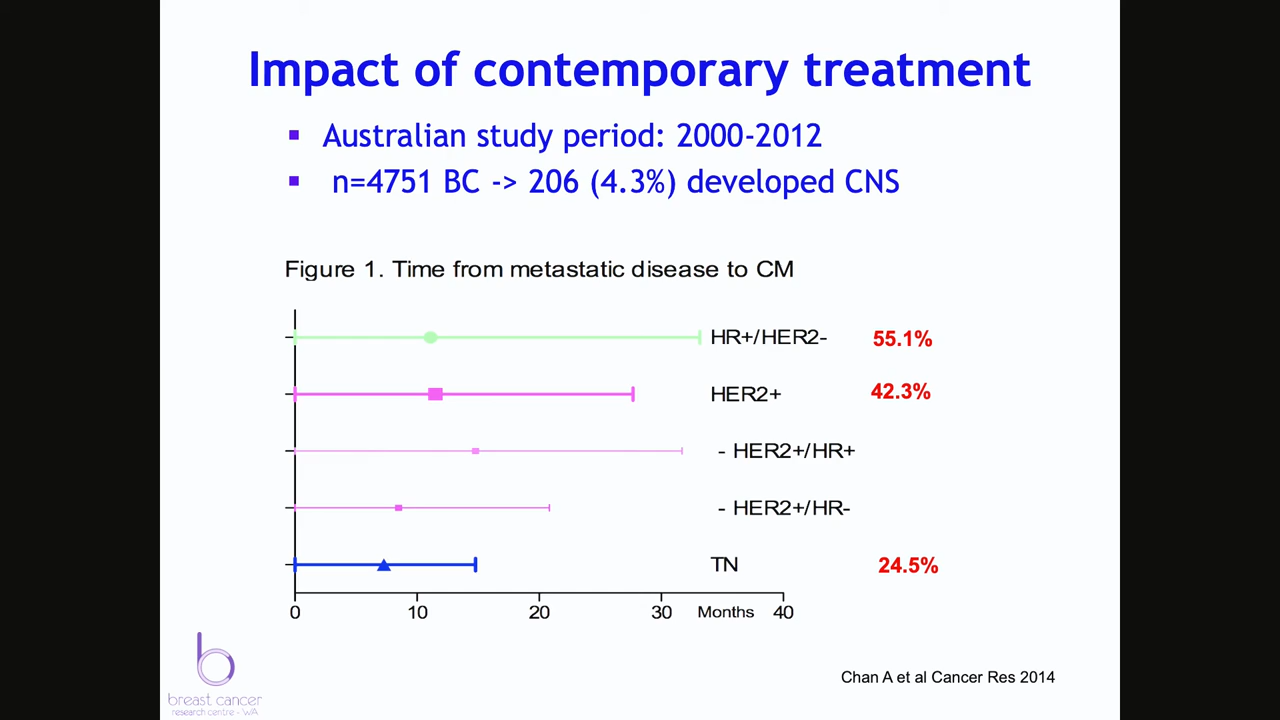 Impact of contemporary treatment
▪ Australian study period: 2000-2012
▪ n=4751 BC -> 206 (4.3%) developed CNS
Figure 1. Time from metastatic disease to CM
HR+/HER2- 55.1%
HER2+ 42.3%
- HER2+/HR+
- HER2+/HR-
TN 24.5%
0 10 20 30 Months 40
b
breast cancer
research centre - WA
Chan A et al Cancer Res 2014